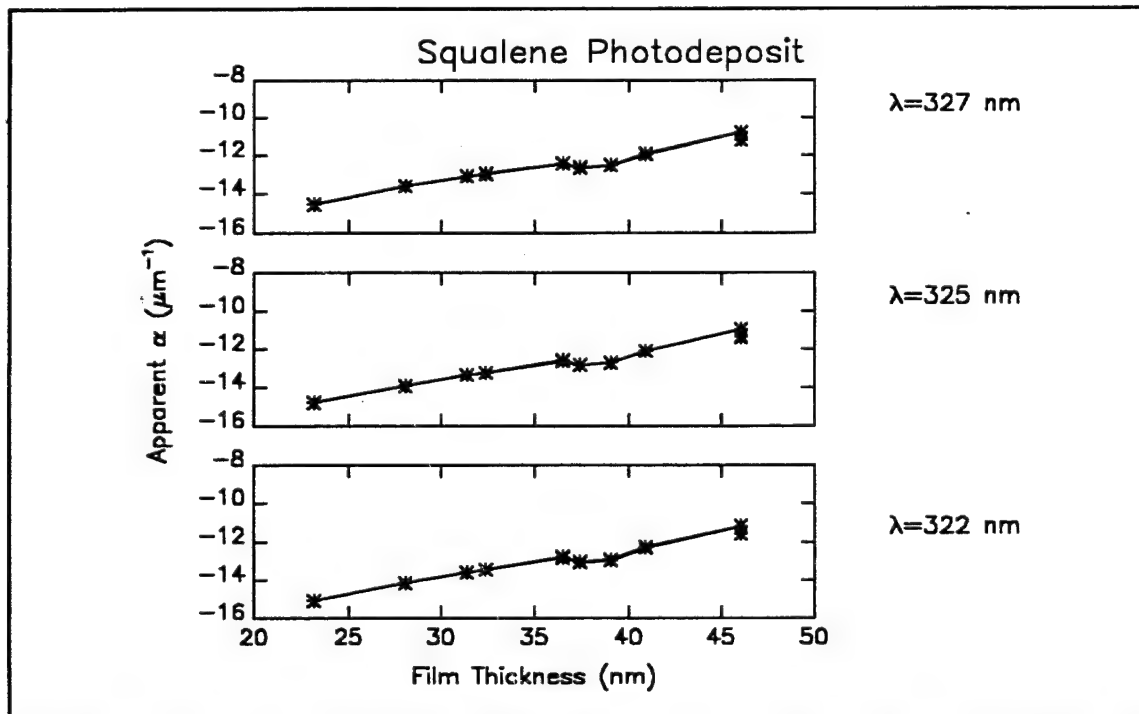 Squalene Photodeposit
-8
-10
-12
-14
-16
λ=327 nm
-8
-10
-12
-14
-16
λ=325 nm
Apparent α (μm⁻¹)
-8
-10
-12
-14
-16
λ=322 nm
20 25 30 35 40 45 50
Film Thickness (nm)